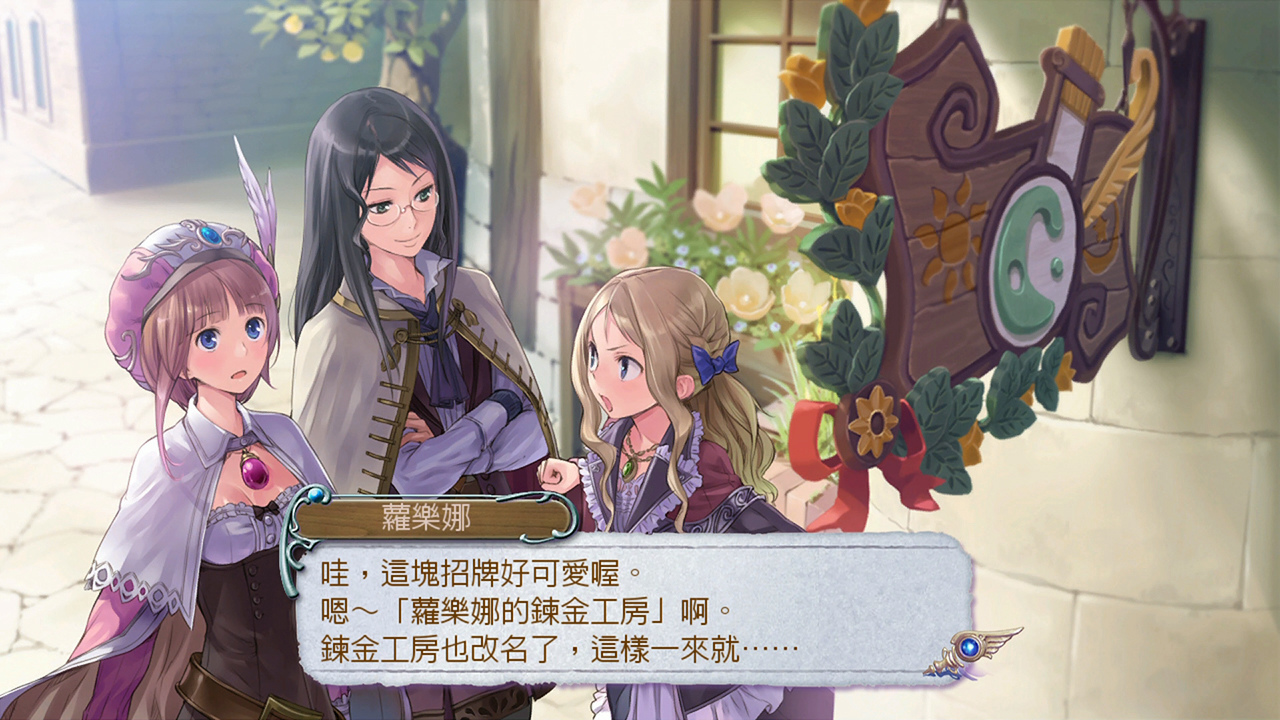 蘿樂娜
哇，這塊招牌好可愛喔。
嗯～「蘿樂娜的鍊金工房」啊。
鍊金工房也改名了，這樣一來就⋯⋯